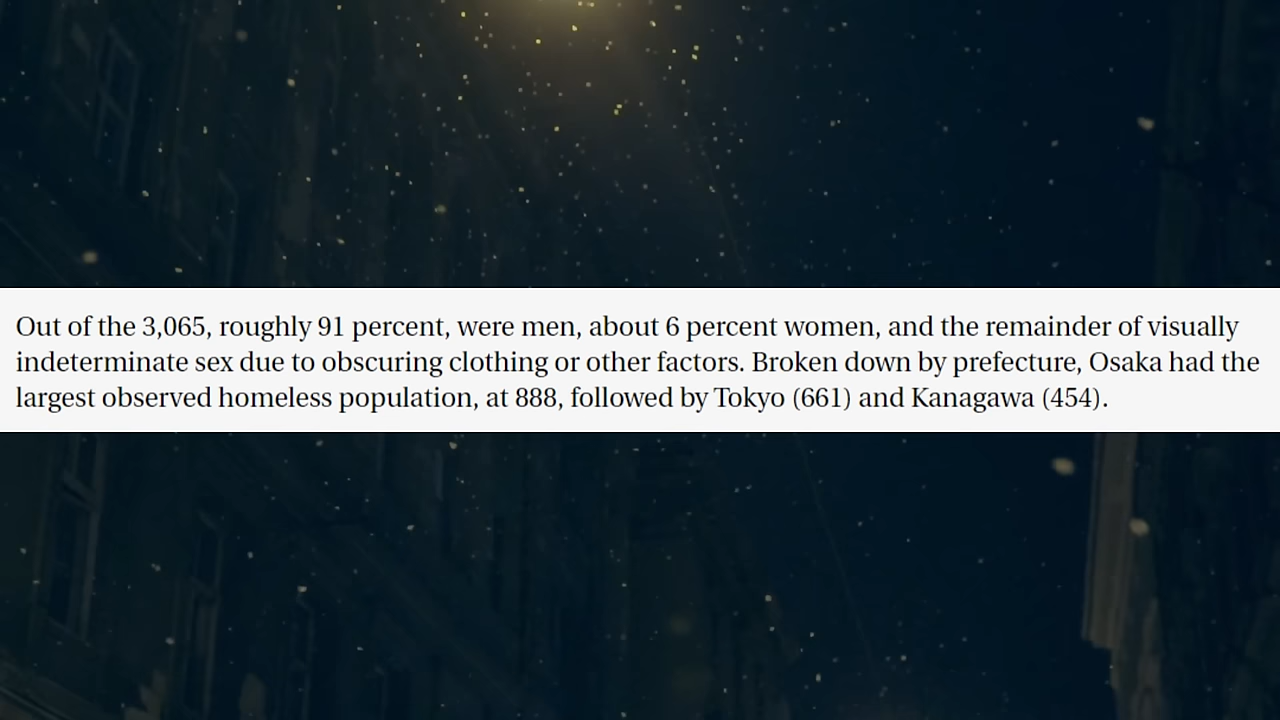 Out of the 3,065, roughly 91 percent, were men, about 6 percent women, and the remainder of visually
indeterminate sex due to obscuring clothing or other factors. Broken down by prefecture, Osaka had the
largest observed homeless population, at 888, followed by Tokyo (661) and Kanagawa (454).